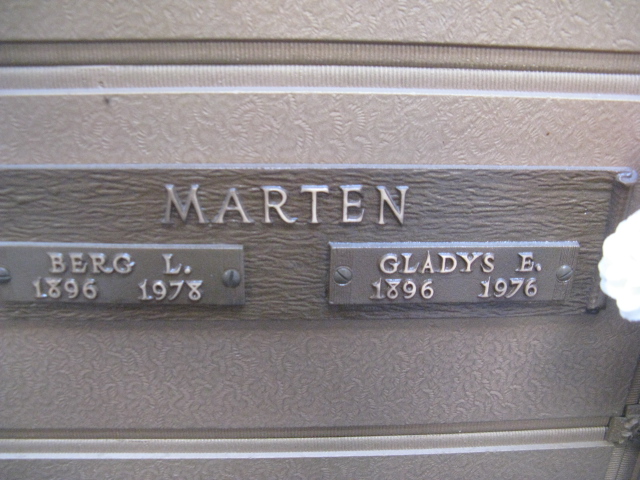 MARTEN
BERG L.
1896 1978
GLADYS E.
1896 1976